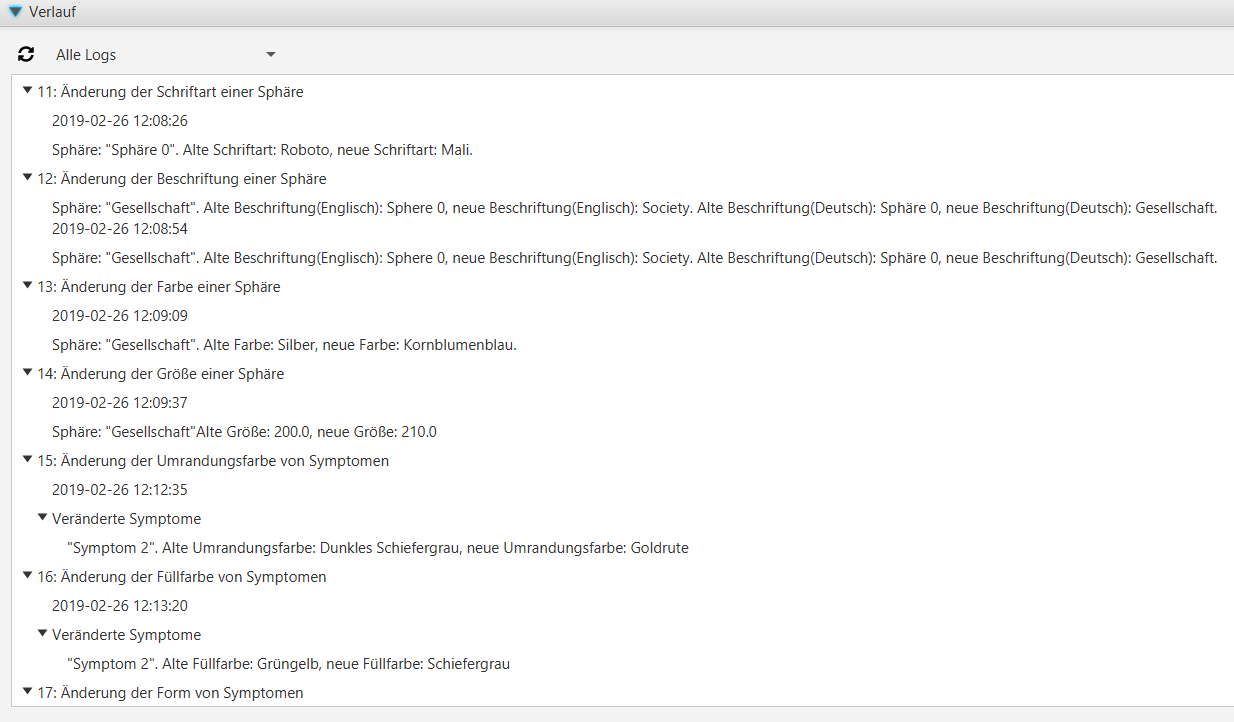 Verlauf
Alle Logs
11: Änderung der Schriftart einer Sphäre
2019-02-26 12:08:26
Sphäre: "Sphäre 0". Alte Schriftart: Roboto, neue Schriftart: Mali.
12: Änderung der Beschriftung einer Sphäre
Sphäre: "Gesellschaft". Alte Beschriftung(Englisch): Sphere 0, neue Beschriftung(Englisch): Society. Alte Beschriftung(Deutsch): Sphäre 0, neue Beschriftung(Deutsch): Gesellschaft.
2019-02-26 12:08:54
Sphäre: "Gesellschaft". Alte Beschriftung(Englisch): Sphere 0, neue Beschriftung(Englisch): Society. Alte Beschriftung(Deutsch): Sphäre 0, neue Beschriftung(Deutsch): Gesellschaft.
13: Änderung der Farbe einer Sphäre
2019-02-26 12:09:09
Sphäre: "Gesellschaft". Alte Farbe: Silber, neue Farbe: Kornblumenblau.
14: Änderung der Größe einer Sphäre
2019-02-26 12:09:37
Sphäre: "Gesellschaft"Alte Größe: 200.0, neue Größe: 210.0
15: Änderung der Umrandungsfarbe von Symptomen
2019-02-26 12:12:35
Veränderte Symptome
"Symptom 2". Alte Umrandungsfarbe: Dunkles Schiefergrau, neue Umrandungsfarbe: Goldrute
16: Änderung der Füllfarbe von Symptomen
2019-02-26 12:13:20
Veränderte Symptome
"Symptom 2". Alte Füllfarbe: Grüngelb, neue Füllfarbe: Schiefergrau
17: Änderung der Form von Symptomen